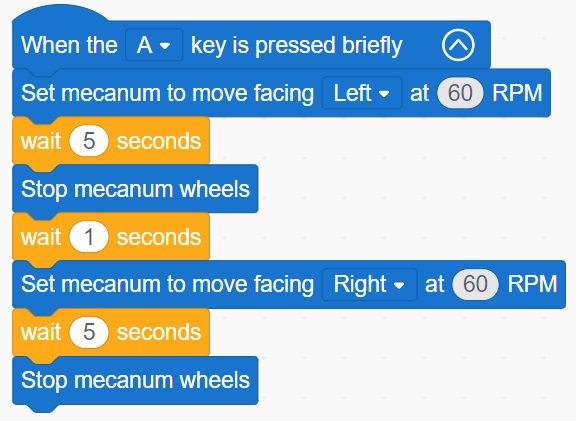 When the A key is pressed briefly
Set mecanum to move facing Left at 60 RPM
wait 5 seconds
Stop mecanum wheels
wait 1 seconds
Set mecanum to move facing Right at 60 RPM
wait 5 seconds
Stop mecanum wheels